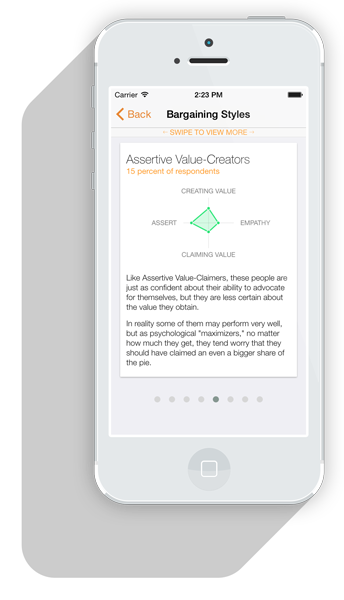 Carrier 2:23 PM
Back Bargaining Styles
← SWIPE TO VIEW MORE →
Assertive Value-Creators
15 percent of respondents
CREATING VALUE
ASSERT EMPATHY
CLAIMING VALUE
Like Assertive Value-Claimers, these people are
just as confident about their ability to advocate
for themselves, but they are less certain about
the value they obtain.
In reality some of them may perform very well,
but as psychological "maximizers," no matter
how much they get, they tend worry that they
should have claimed an even a bigger share of
the pie.